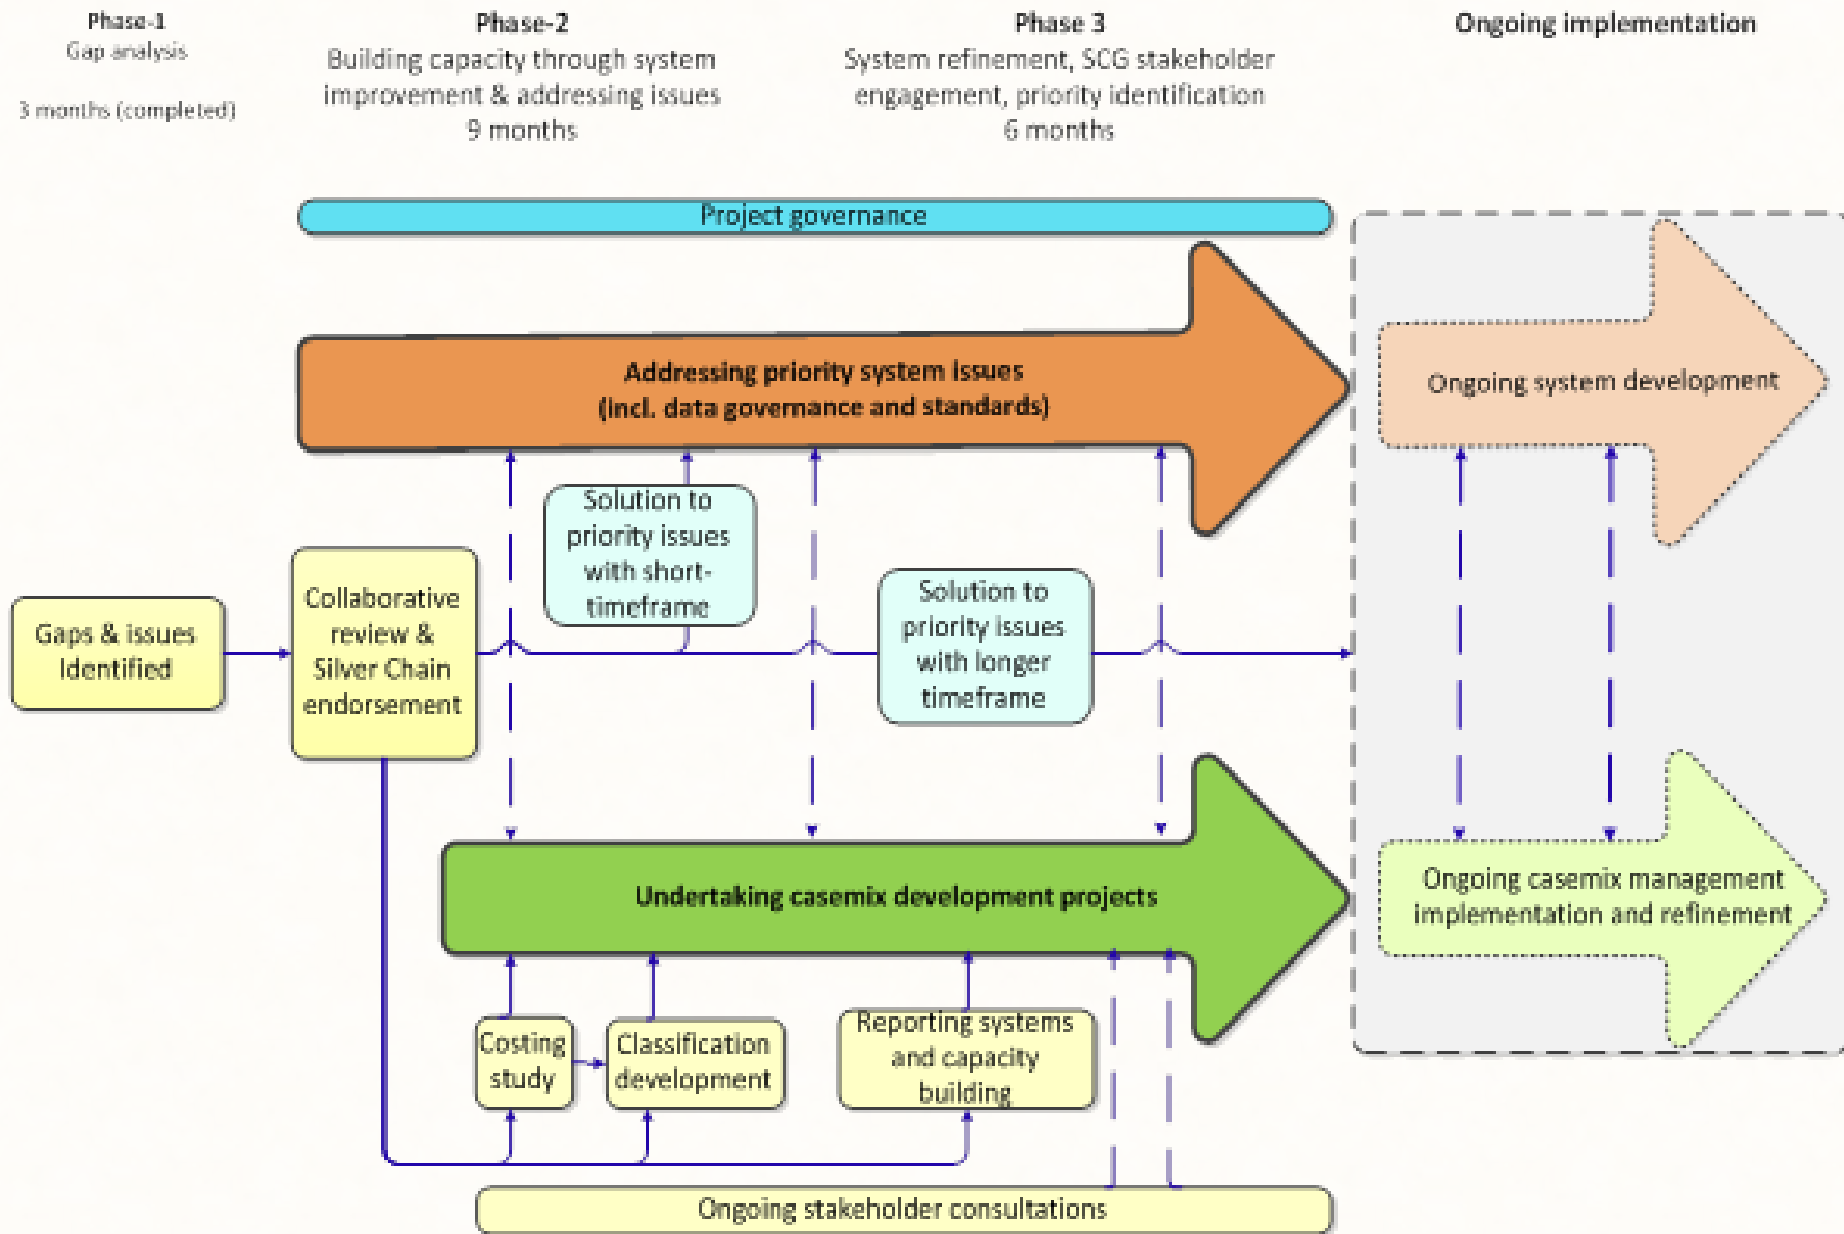 Phase-1
Gap analysis
3 months (completed)
Phase-2
Building capacity through system
improvement & addressing issues
9 months
Phase 3
System refinement, SCG stakeholder
engagement, priority identification
6 months
Ongoing implementation
Project governance
Addressing priority system issues
(incl. data governance and standards)
Ongoing system development
Solution to
priority issues
with short-
timeframe
Solution to
priority issues
with longer
timeframe
Gaps & issues
Identified
Collaborative
review &
Silver Chain
endorsement
Undertaking casemix development projects
Ongoing casemix management
implementation and refinement
Costing
study
Classification
development
Reporting systems
and capacity
building
Ongoing stakeholder consultations